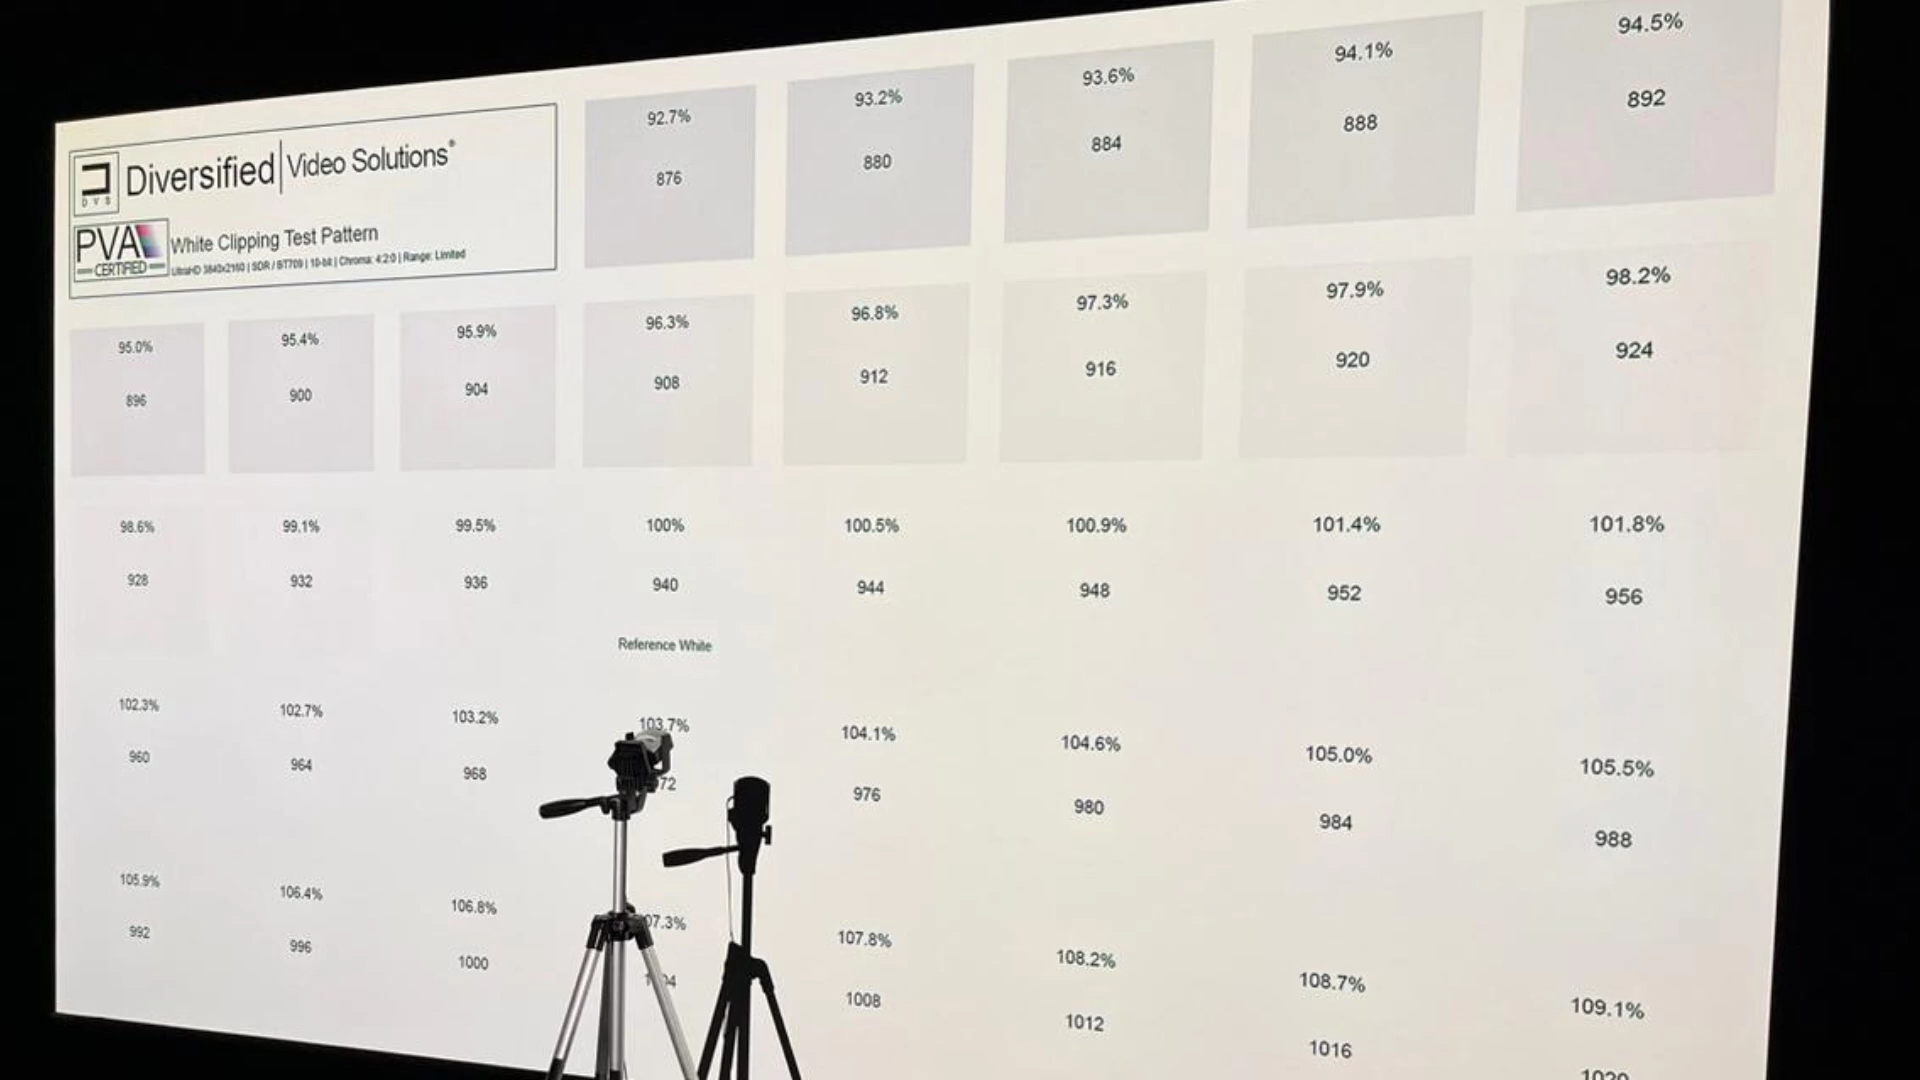 Diversified Video Solutions®
DVS
PVA
CERTIFIED
White Clipping Test Pattern
UltraHD 3840x2160 | SDR / BT709 | 10-bit | Chroma: 4:2:0 | Range: Limited
92.7% 93.2% 93.6% 94.1% 94.5%
876 880 884 888 892
95.0% 95.4% 95.9% 96.3% 96.8% 97.3% 97.9% 98.2%
896 900 904 908 912 916 920 924
98.6% 99.1% 99.5% 100% 100.5% 100.9% 101.4% 101.8%
928 932 936 940 944 948 952 956
Reference White
102.3% 102.7% 103.2% 103.7% 104.1% 104.6% 105.0% 105.5%
960 964 968 976 980 984 988
105.9% 106.4% 106.8% 107.8% 108.2% 108.7% 109.1%
992 996 1000 1008 1012 1016